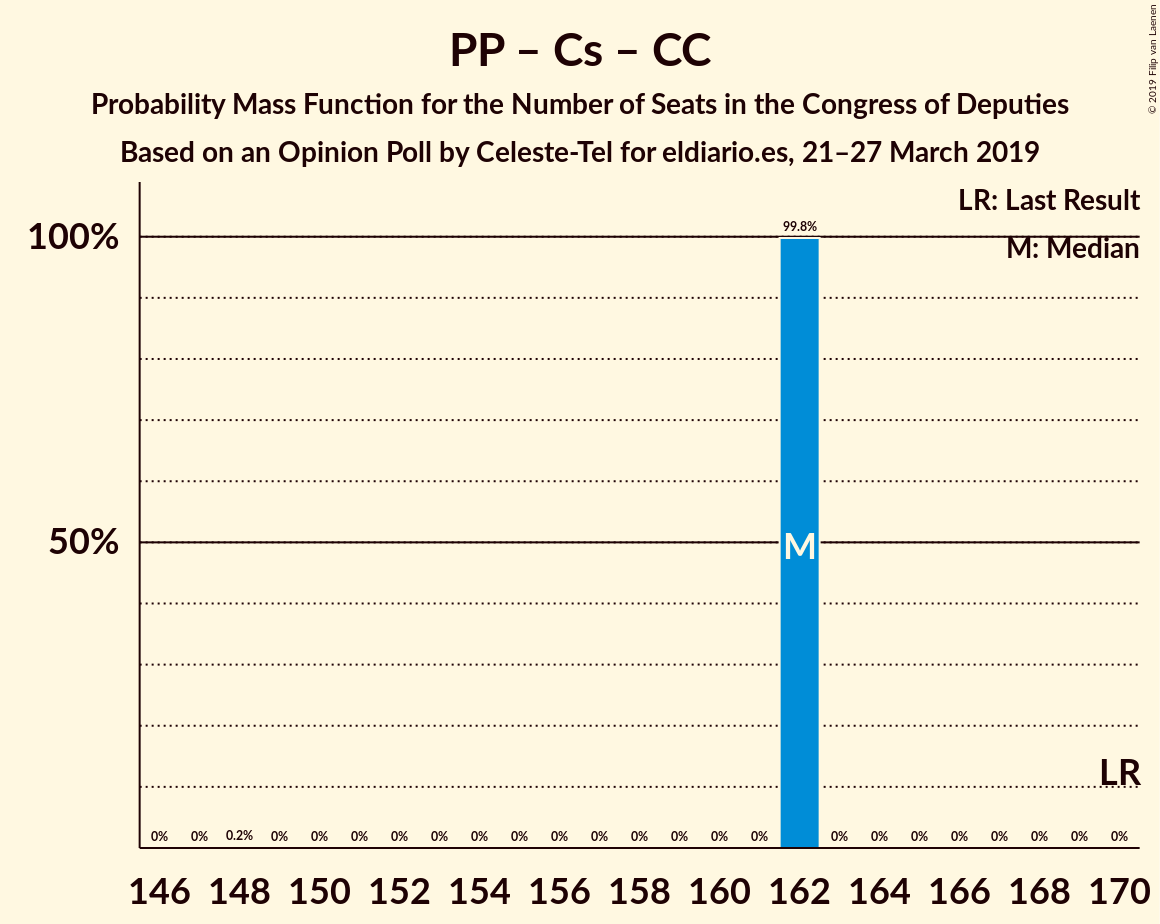 PP – Cs – CC
Probability Mass Function for the Number of Seats in the Congress of Deputies
Based on an Opinion Poll by Celeste-Tel for eldiario.es, 21–27 March 2019
© 2019 Filip van Laenen
LR: Last Result
M: Median
100%
50%
99.8%
M
LR
0% 0% 0.2% 0% 0% 0% 0% 0% 0% 0% 0% 0% 0% 0% 0% 0% 0% 0% 0% 0% 0% 0% 0% 0%
146 148 150 152 154 156 158 160 162 164 166 168 170